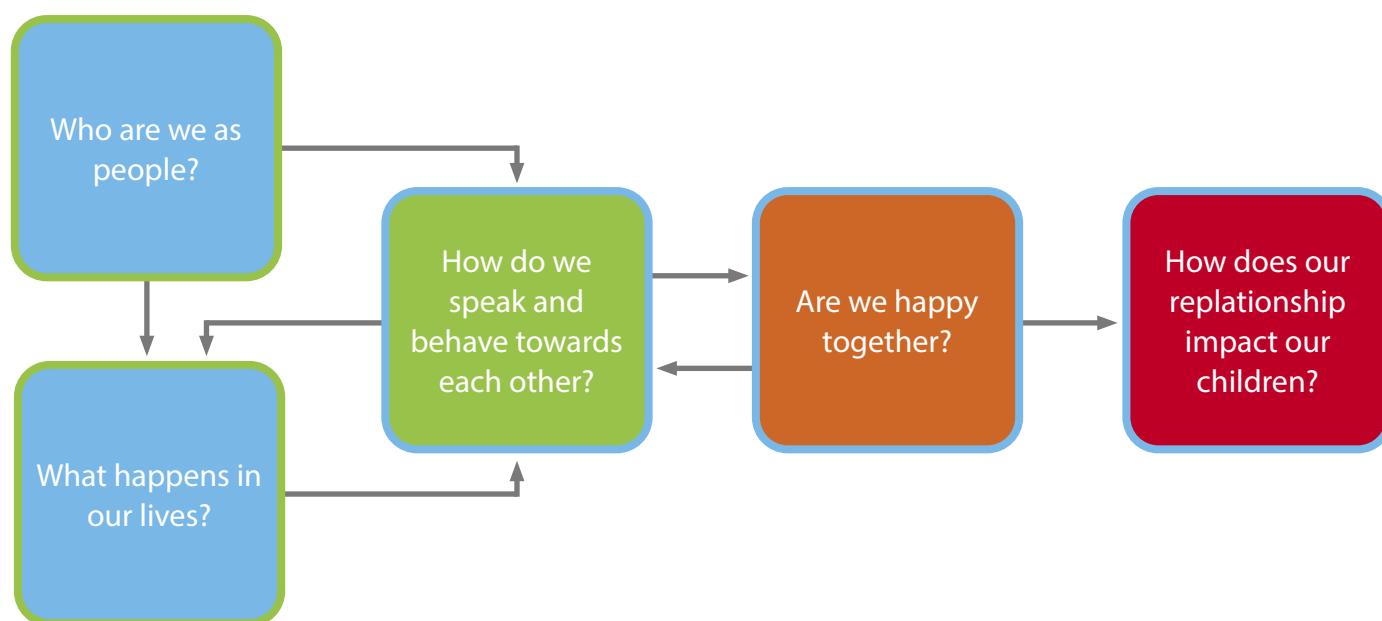 Who are we as
people?
How do we
speak and
behave towards
each other?
Are we happy
together?
How does our
replationship
impact our
children?
What happens in
our lives?